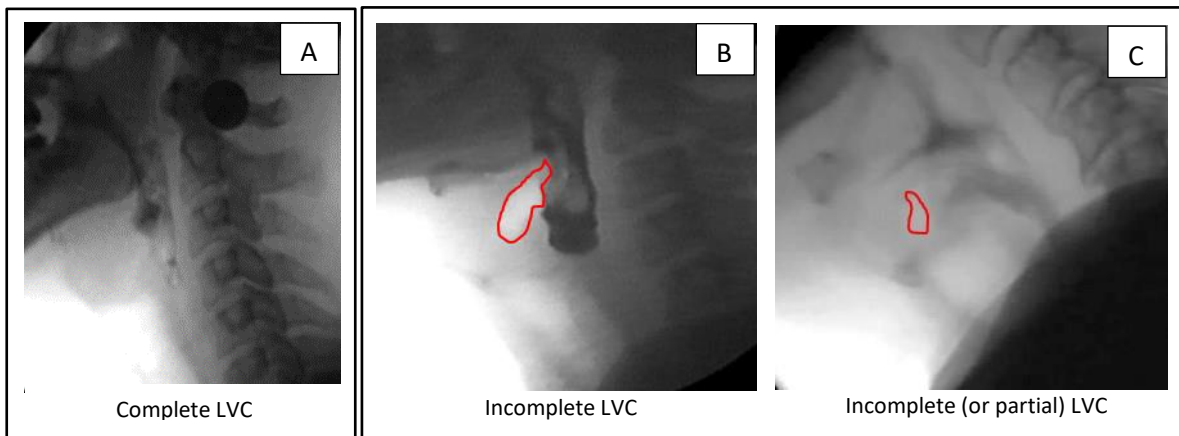 A
B
C
Complete LVC
Incomplete LVC
Incomplete (or partial) LVC